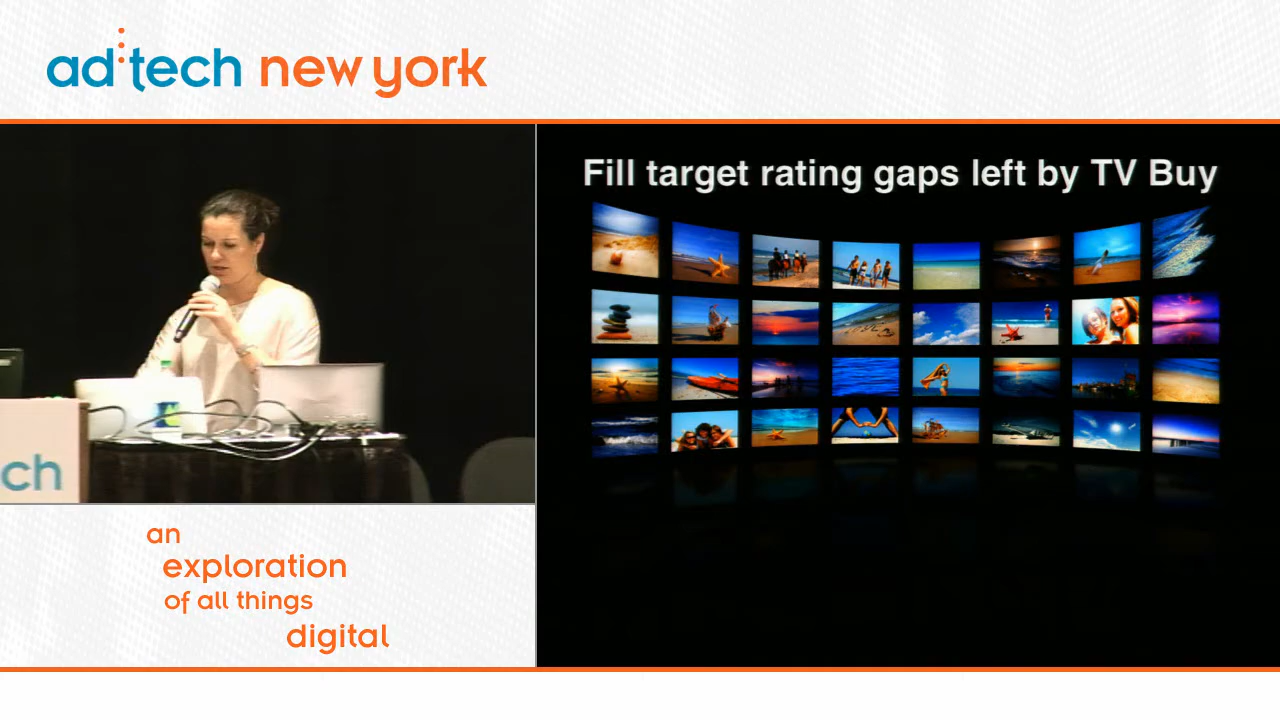 ad:tech new york
Fill target rating gaps left by TV Buy
ch
an
exploration
of all things
digital